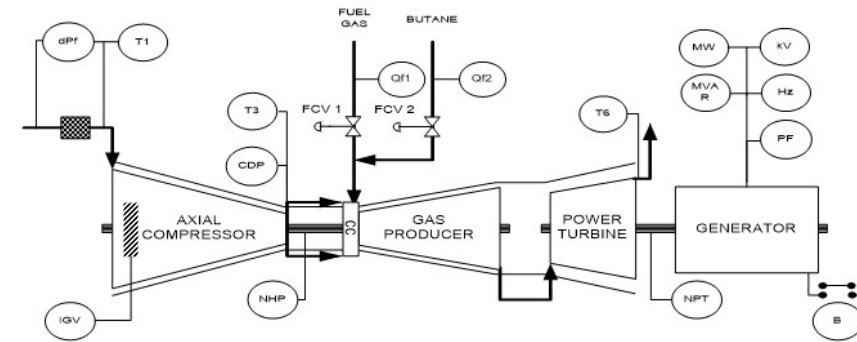 FUEL
GAS
BUTANE
dPf
T1
MW
kV
Qf1
Qf2
MVA
R
Hz
T3
FCV 1
FCV 2
T6
PF
CDP
AXIAL
COMPRESSOR
CC
GAS
PRODUCER
POWER
TURBINE
GENERATOR
IGV
NHP
NPT
B